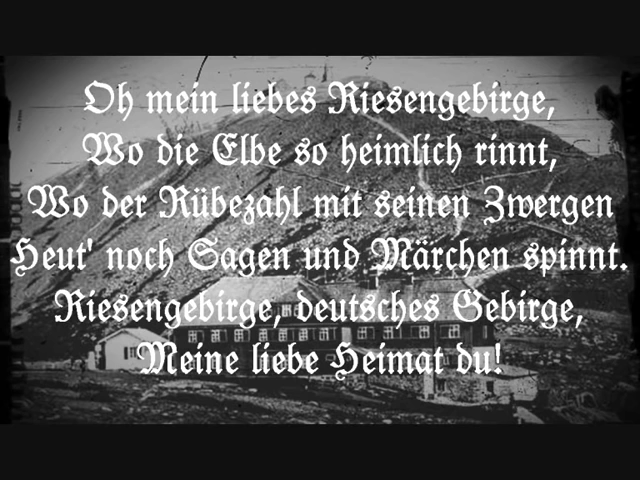 Oh mein liebes Riesengebirge,
Wo die Elbe so heimlich rinnt,
Wo der Rübezahl mit seinen Zwergen
Heut' noch Sagen und Märchen spinnt.
Riesengebirge, deutsches Gebirge,
Meine liebe Heimat du!